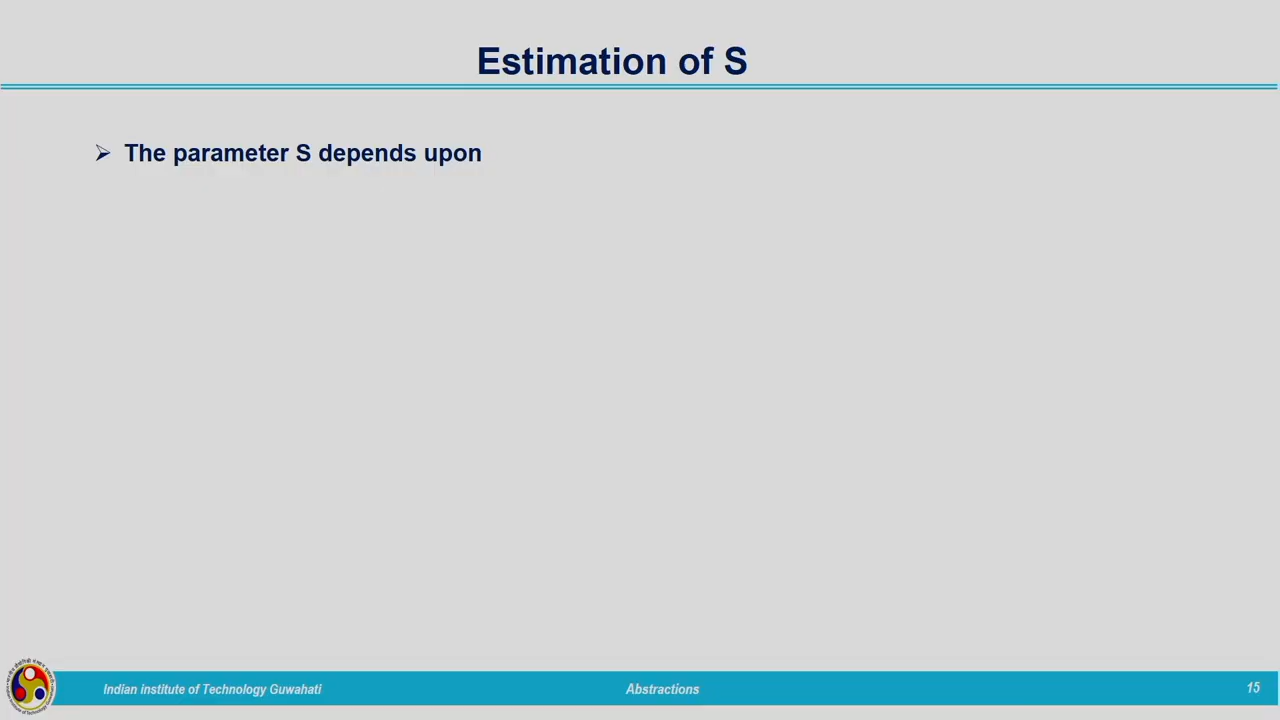 Estimation of S
The parameter S depends upon
Indian institute of Technology Guwahati
Abstractions
15